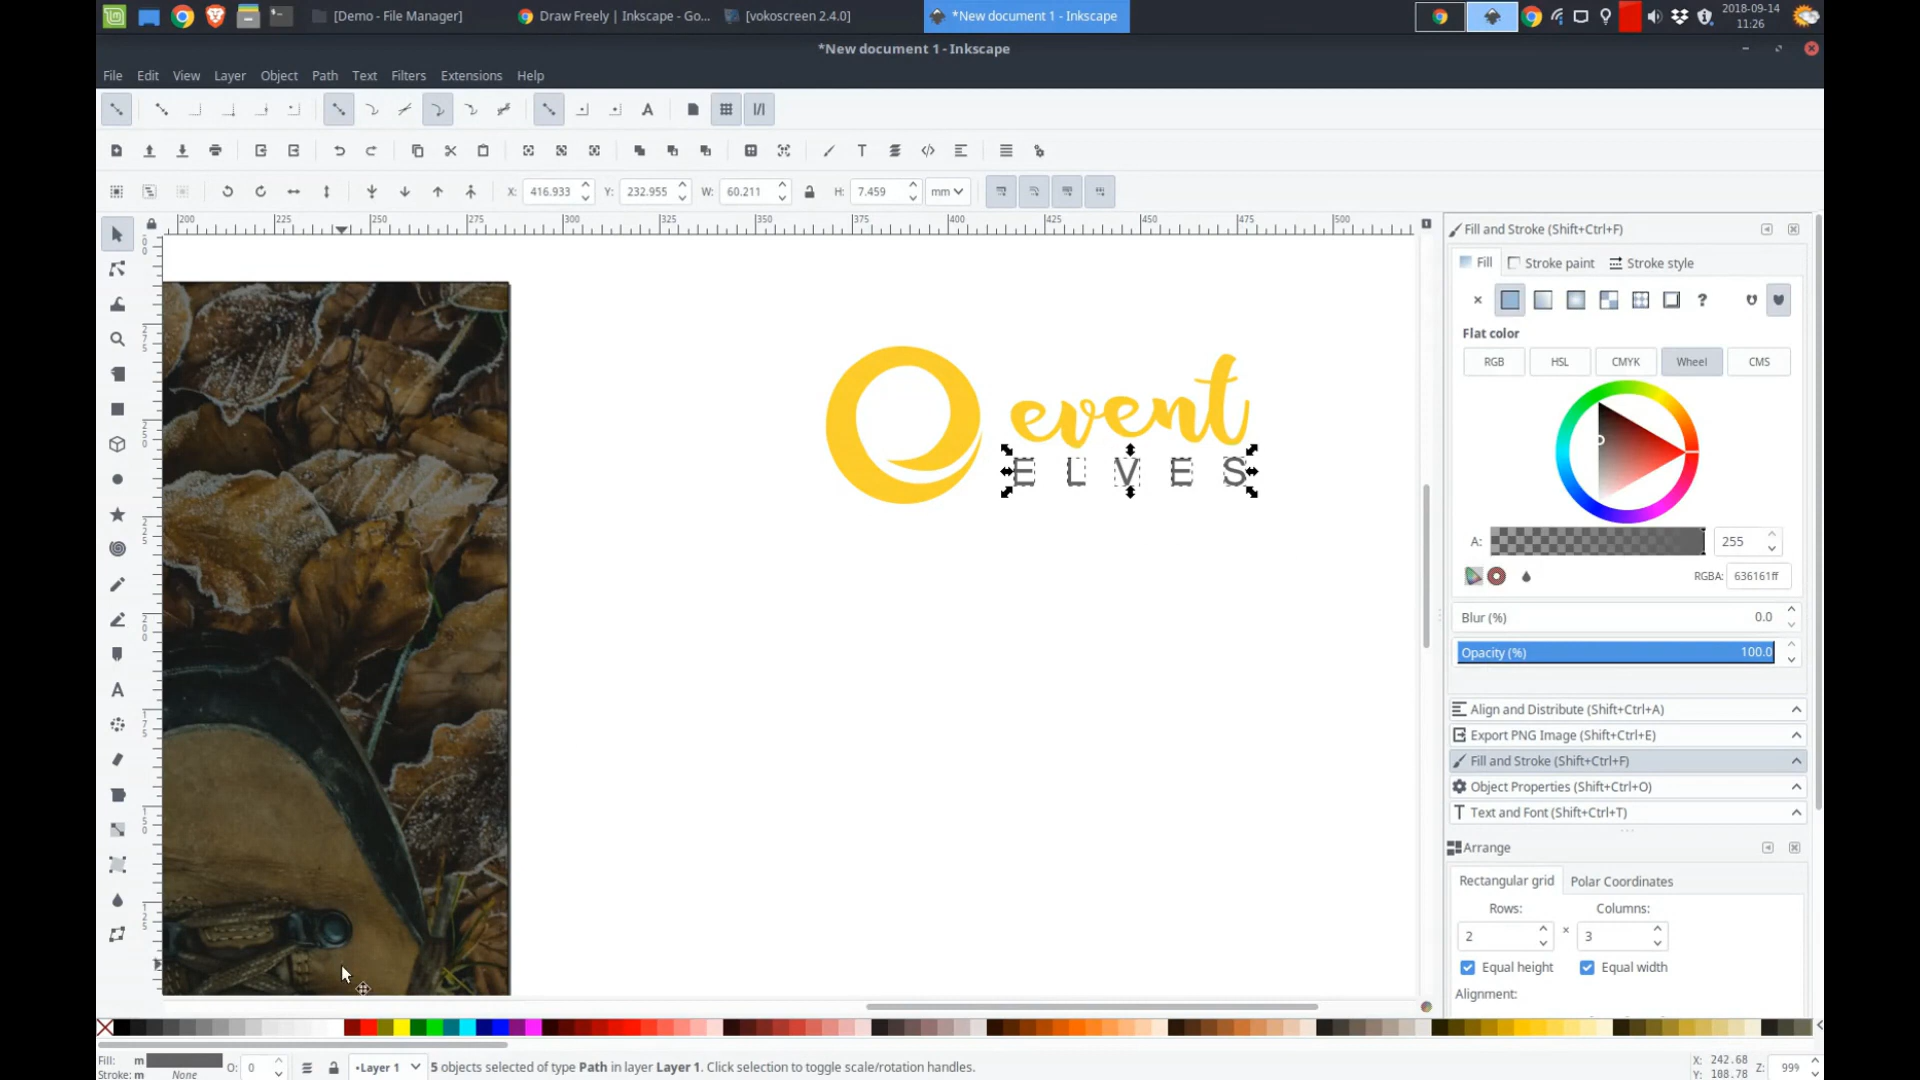 [Demo - File Manager]
Draw Freely | Inkscape - Go...
[vokoscreen 2.4.0]
*New document 1 - Inkscape
2018-09-14
11:26
*New document 1 - Inkscape
File Edit View Layer Object Path Text Filters Extensions Help
X: 416.933 Y: 232.955 W: 60.211 H: 7.459 mm
200 225 250 275 300 325 350 375 400 425 450 475 500
Fill and Stroke (Shift+Ctrl+F)
Fill Stroke paint Stroke style
Flat color
RGB HSL CMYK Wheel CMS
event
E L V E S
A: 255
RGBA: 636161ff
Blur (%) 0.0
Opacity (%) 100.0
Align and Distribute (Shift+Ctrl+A)
Export PNG Image (Shift+Ctrl+E)
Fill and Stroke (Shift+Ctrl+F)
Object Properties (Shift+Ctrl+O)
Text and Font (Shift+Ctrl+T)
Arrange
Rectangular grid Polar Coordinates
Rows: Columns:
2 × 3
Equal height Equal width
Alignment:
Fill: m
Stroke: m None
O: 0
•Layer 1
5 objects selected of type Path in layer Layer 1. Click selection to toggle scale/rotation handles.
X: 242.68
Y: 108.78
Z: 999